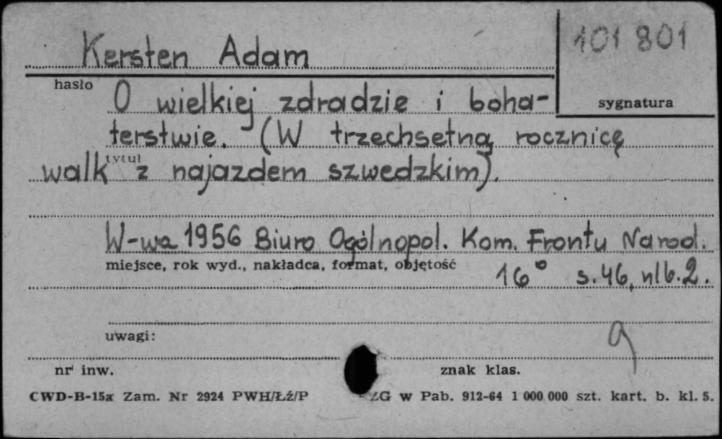 Kersten Adam
101 801
hasło
sygnatura
O wielkiej zdradzie i boha-
terstwie. (W trzechsetną rocznicę
tytuł
walk z najazdem szwedzkim).
W-wa 1956 Biuro Ogólnopol. Kom. Frontu Narod.
miejsce, rok wyd., nakładca, format, objętość
16° s. 46, nlb. 2.
uwagi:
nr inw.
znak klas.
CWD-B-15a Zam. Nr 2924 PWH/Łź/P ZG w Pab. 912-64 1 000 000 szt. kart. b. kl. 5.